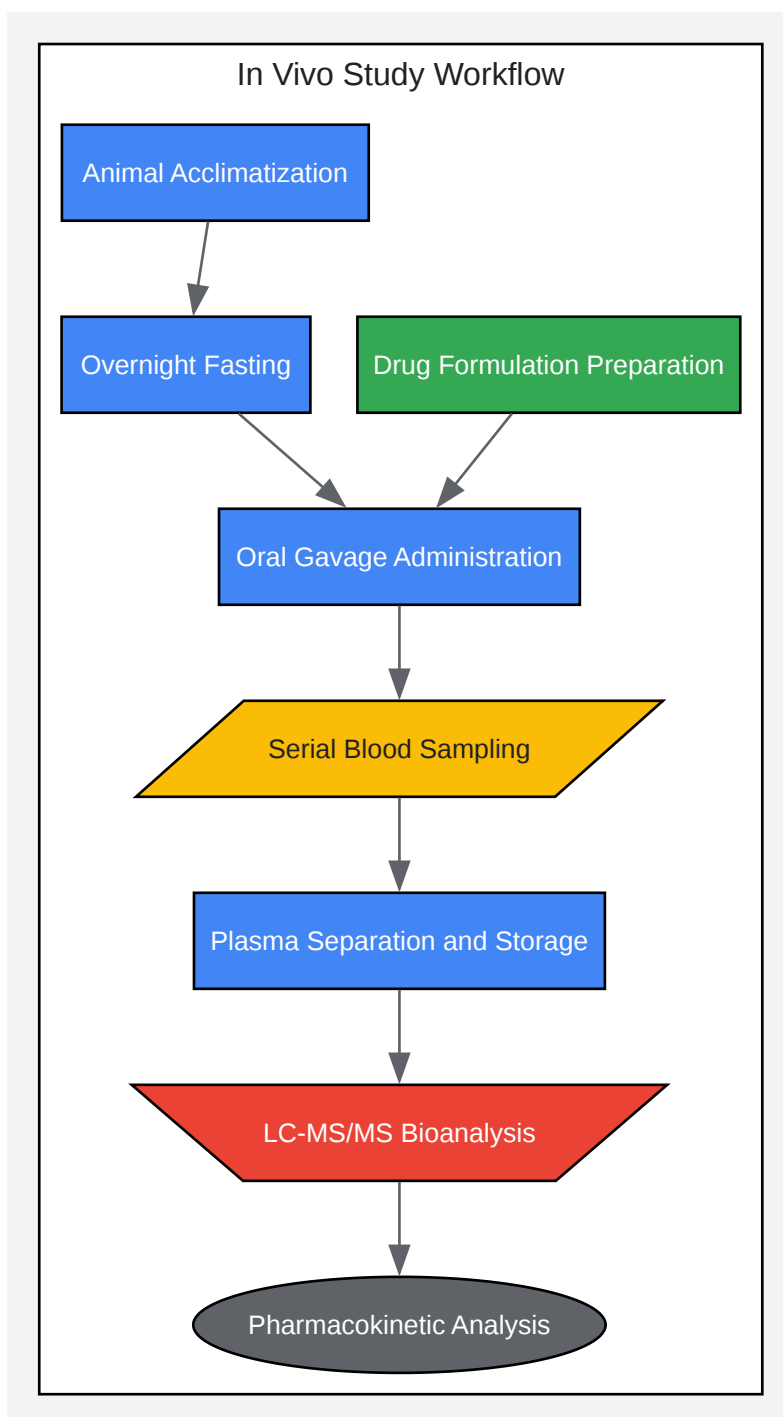 In Vivo Study Workflow
Animal Acclimatization
Overnight Fasting
Drug Formulation Preparation
Oral Gavage Administration
Serial Blood Sampling
Plasma Separation and Storage
LC-MS/MS Bioanalysis
Pharmacokinetic Analysis